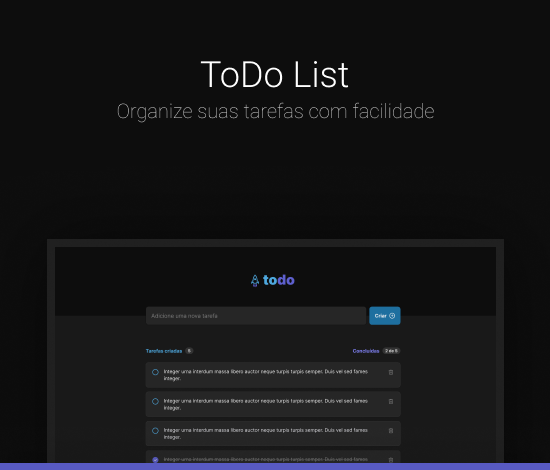 ToDo List
Organize suas tarefas com facilidade
todo
Adicione uma nova tarefa
Criar
Tarefas criadas 5
Concluídas 2 de 5
Integer urna interdum massa libero auctor neque turpis turpis semper. Duis vel sed fames
integer.
Integer urna interdum massa libero auctor neque turpis turpis semper. Duis vel sed fames
integer.
Integer urna interdum massa libero auctor neque turpis turpis semper. Duis vel sed fames
integer.
Integer urna interdum massa libero auctor neque turpis turpis semper. Duis vel sed fames